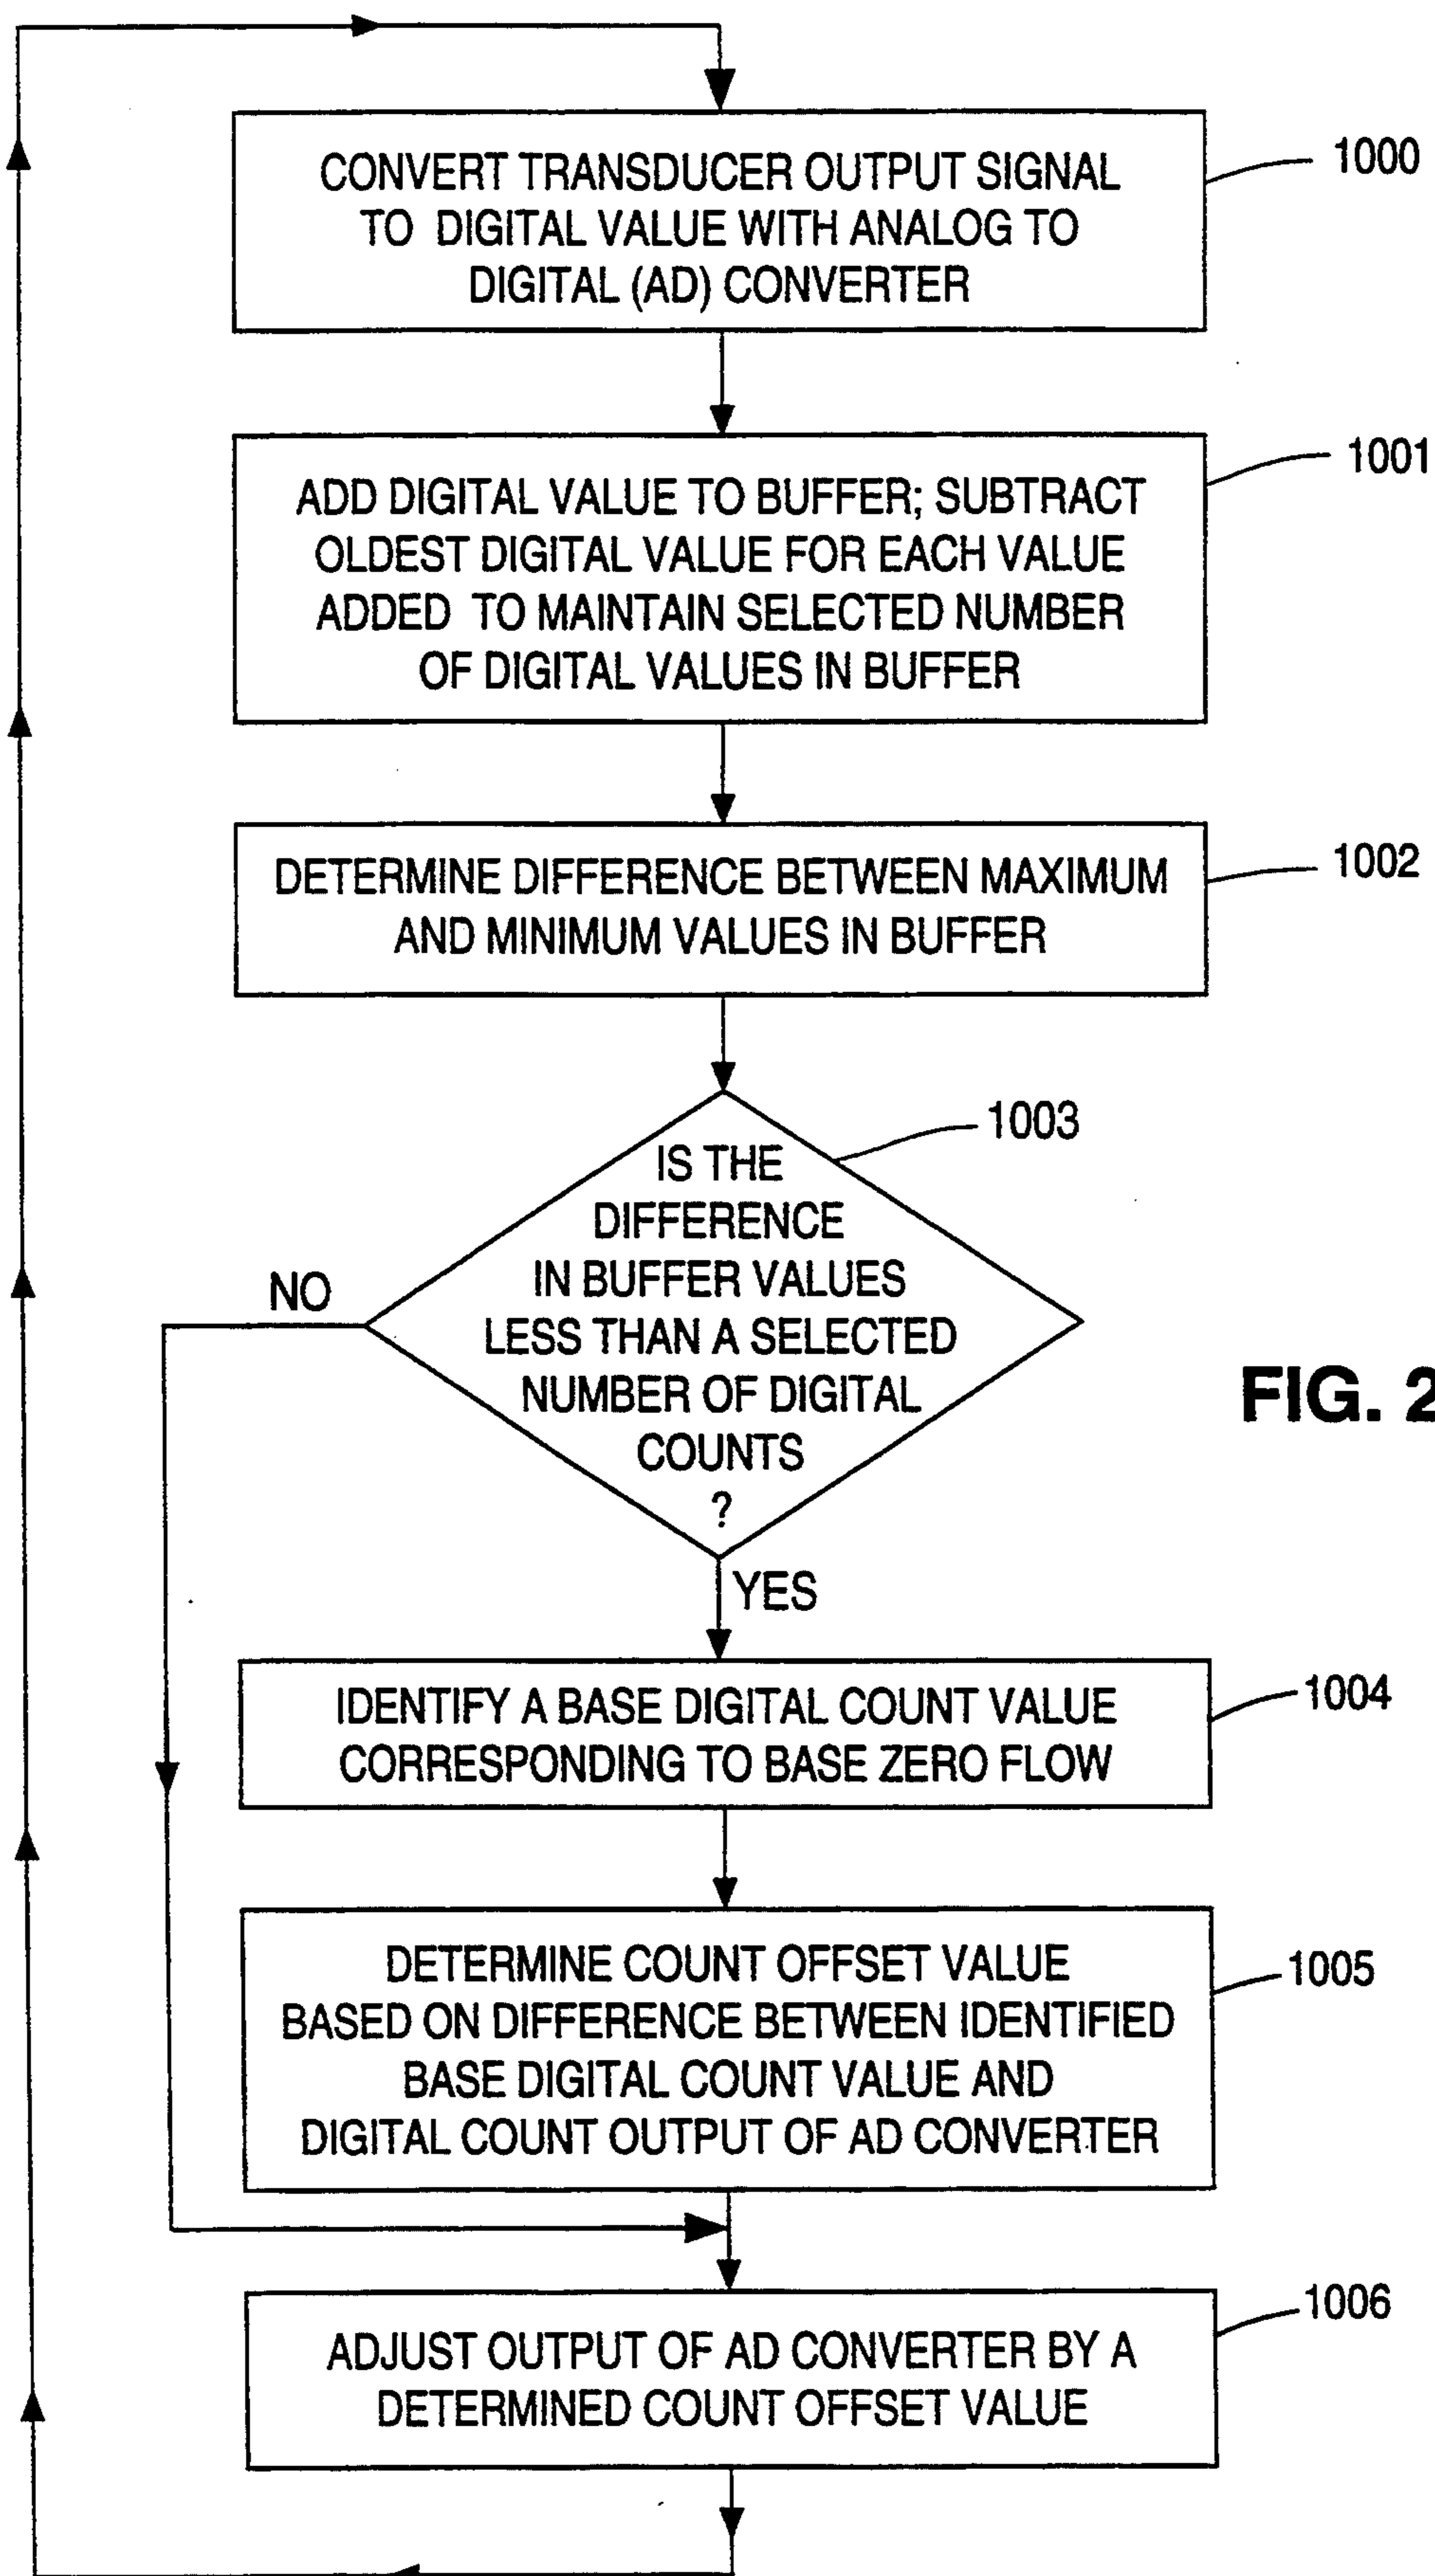 CONVERT TRANSDUCER OUTPUT SIGNAL
TO DIGITAL VALUE WITH ANALOG TO
DIGITAL (AD) CONVERTER
1000
ADD DIGITAL VALUE TO BUFFER; SUBTRACT
OLDEST DIGITAL VALUE FOR EACH VALUE
ADDED TO MAINTAIN SELECTED NUMBER
OF DIGITAL VALUES IN BUFFER
1001
DETERMINE DIFFERENCE BETWEEN MAXIMUM
AND MINIMUM VALUES IN BUFFER
1002
IS THE
DIFFERENCE
IN BUFFER VALUES
LESS THAN A SELECTED
NUMBER OF DIGITAL
COUNTS
?
1003
NO
FIG. 2
YES
IDENTIFY A BASE DIGITAL COUNT VALUE
CORRESPONDING TO BASE ZERO FLOW
1004
DETERMINE COUNT OFFSET VALUE
BASED ON DIFFERENCE BETWEEN IDENTIFIED
BASE DIGITAL COUNT VALUE AND
DIGITAL COUNT OUTPUT OF AD CONVERTER
1005
ADJUST OUTPUT OF AD CONVERTER BY A
DETERMINED COUNT OFFSET VALUE
1006